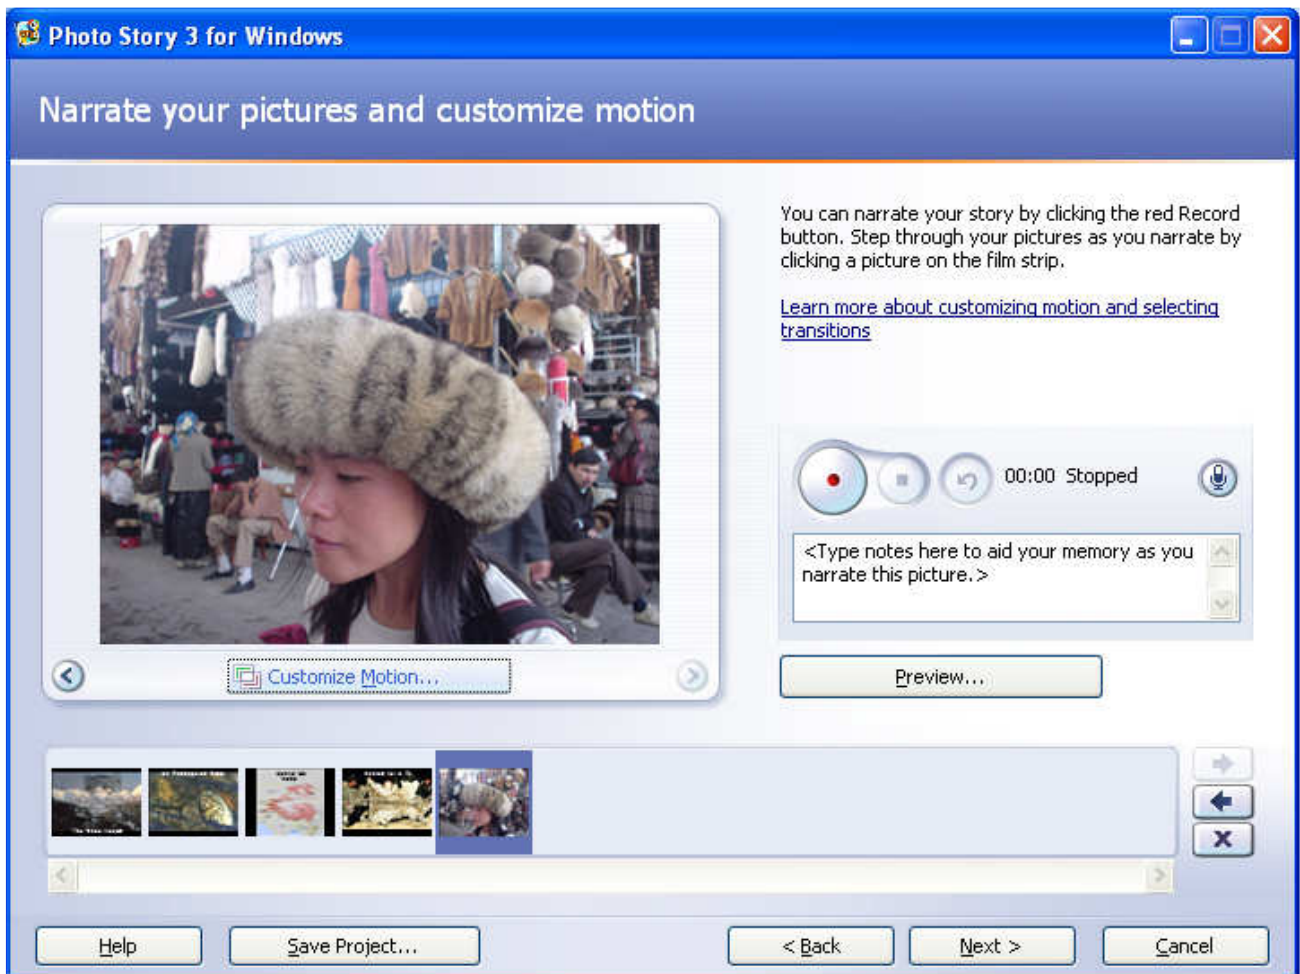 Photo Story 3 for Windows
Narrate your pictures and customize motion
You can narrate your story by clicking the red Record
button. Step through your pictures as you narrate by
clicking a picture on the film strip.
Learn more about customizing motion and selecting
transitions
00:00 Stopped
<Type notes here to aid your memory as you
narrate this picture.>
Customize Motion...
Preview...
Help
Save Project...
< Back
Next >
Cancel